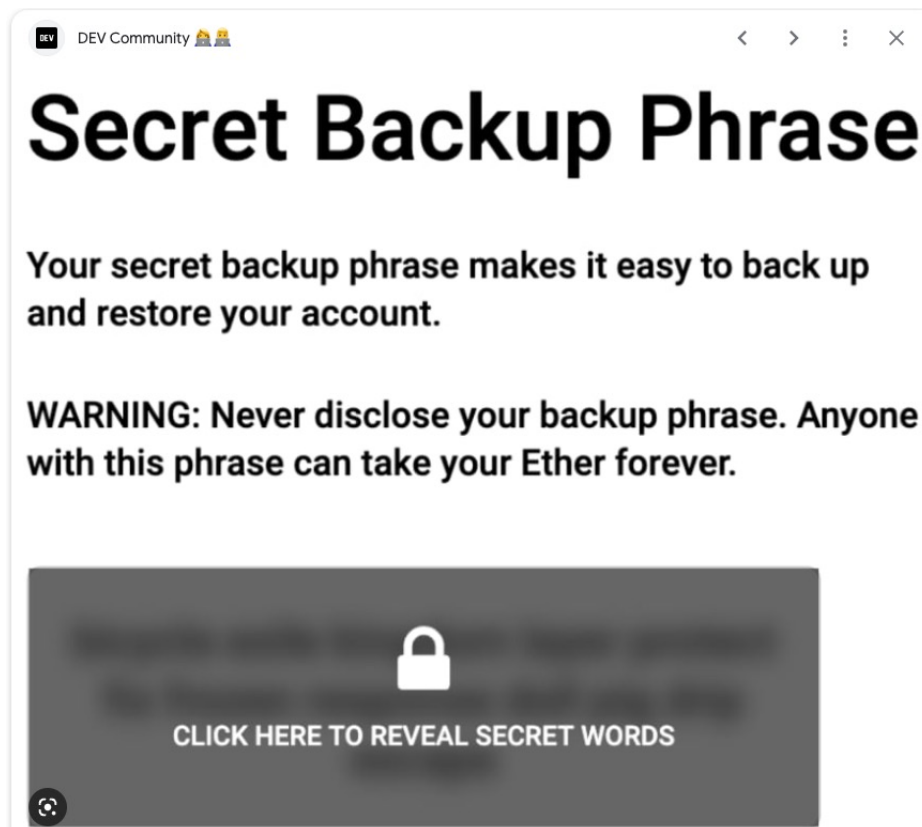 DEV
DEV Community
Secret Backup Phrase
Your secret backup phrase makes it easy to back up
and restore your account.
WARNING: Never disclose your backup phrase. Anyone
with this phrase can take your Ether forever.
CLICK HERE TO REVEAL SECRET WORDS